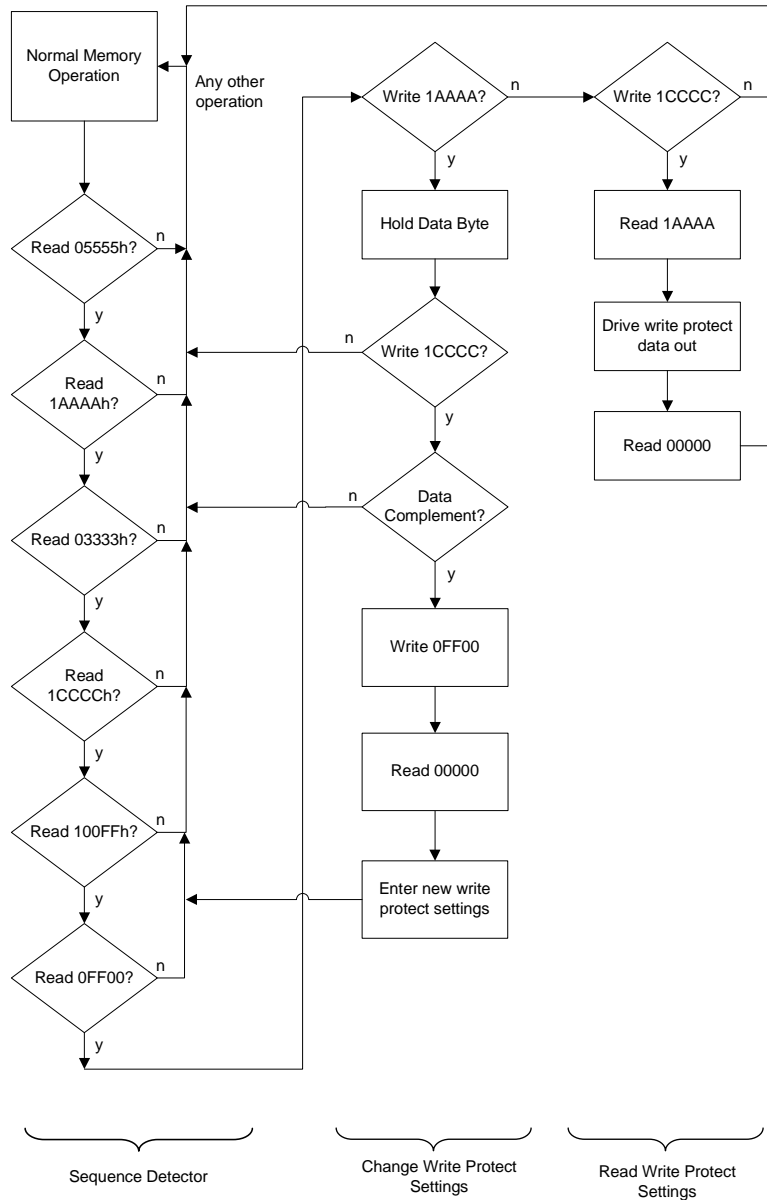 Normal Memory
Operation
Any other
operation
Read 05555h?
n
y
Read
1AAAAh?
n
y
Read 03333h?
n
y
Read
1CCCCh?
n
y
Read 100FFh?
n
y
Read 0FF00?
n
y
Sequence Detector
Write 1AAAA?
n
y
Hold Data Byte
Write 1CCCC?
n
y
Data
Complement?
n
y
Write 0FF00
Read 00000
Enter new write
protect settings
Change Write Protect
Settings
Write 1CCCC?
n
y
Read 1AAAA
Drive write protect
data out
Read 00000
Read Write Protect
Settings